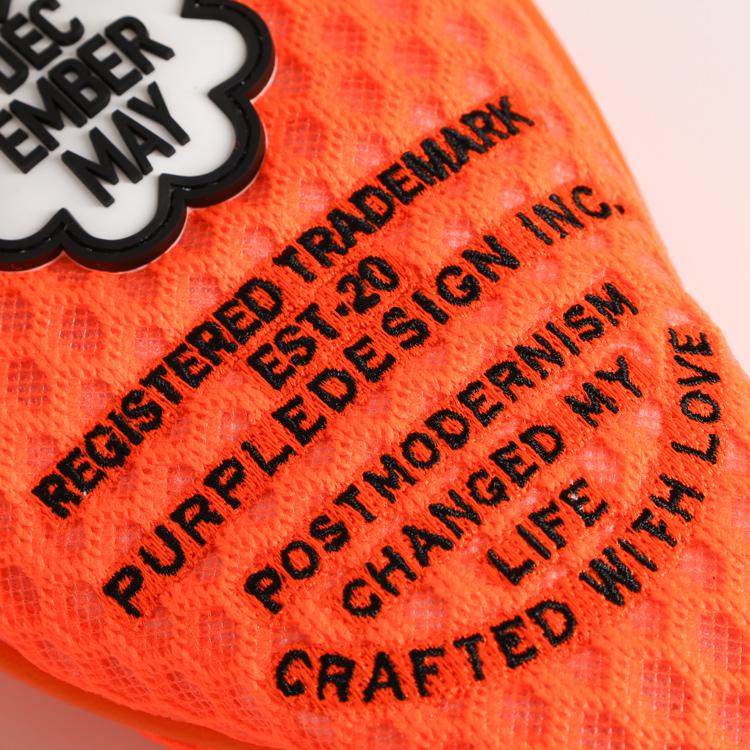 DEC
EMBER
MAY
REGISTERED TRADEMARK
EST·20
PURPLEDESIGN INC.
POSTMODERNISM
CHANGED MY
LIFE
CRAFTED WITH LOVE